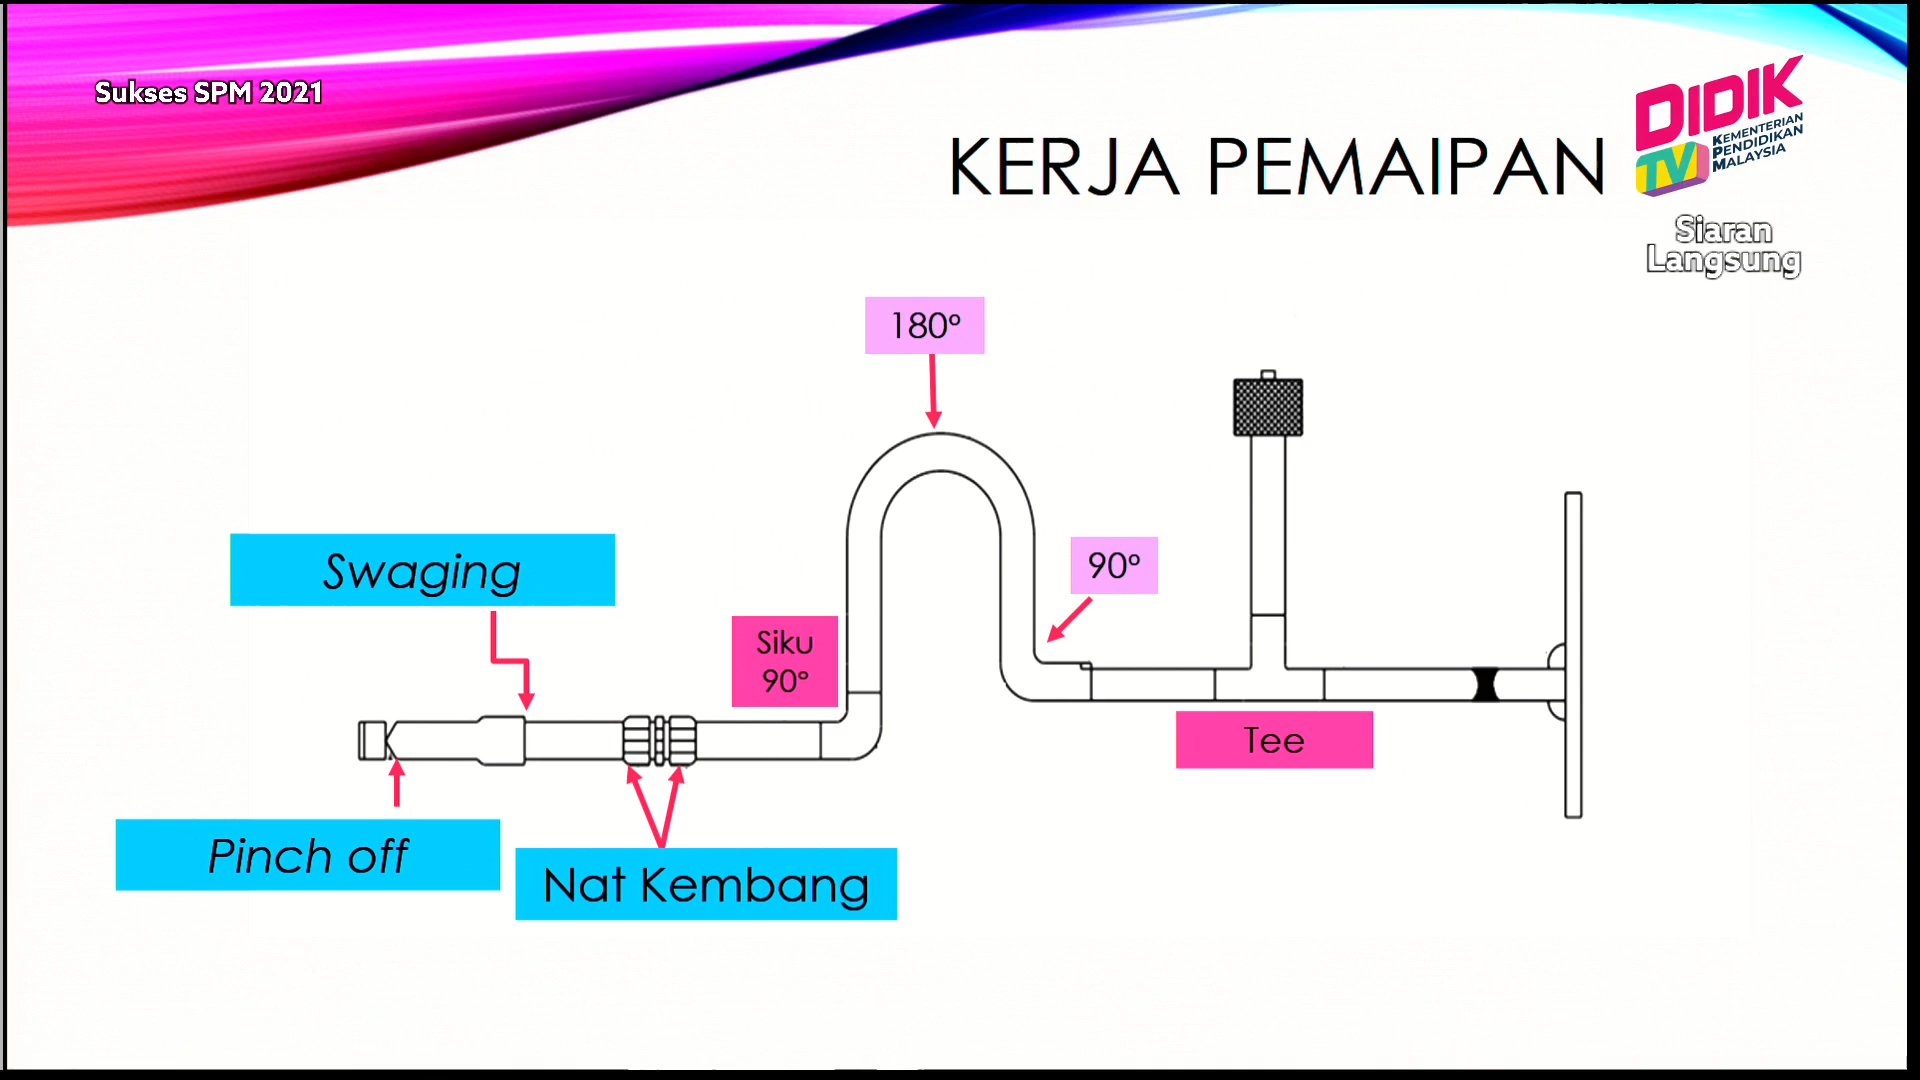 Sukses SPM 2021
KERJA PEMAIPAN
DIDIK
TV
KEMENTERIAN
PENDIDIKAN
MALAYSIA
Siaran
Langsung
180°
Swaging
90°
Siku
90°
Tee
Pinch off
Nat Kembang